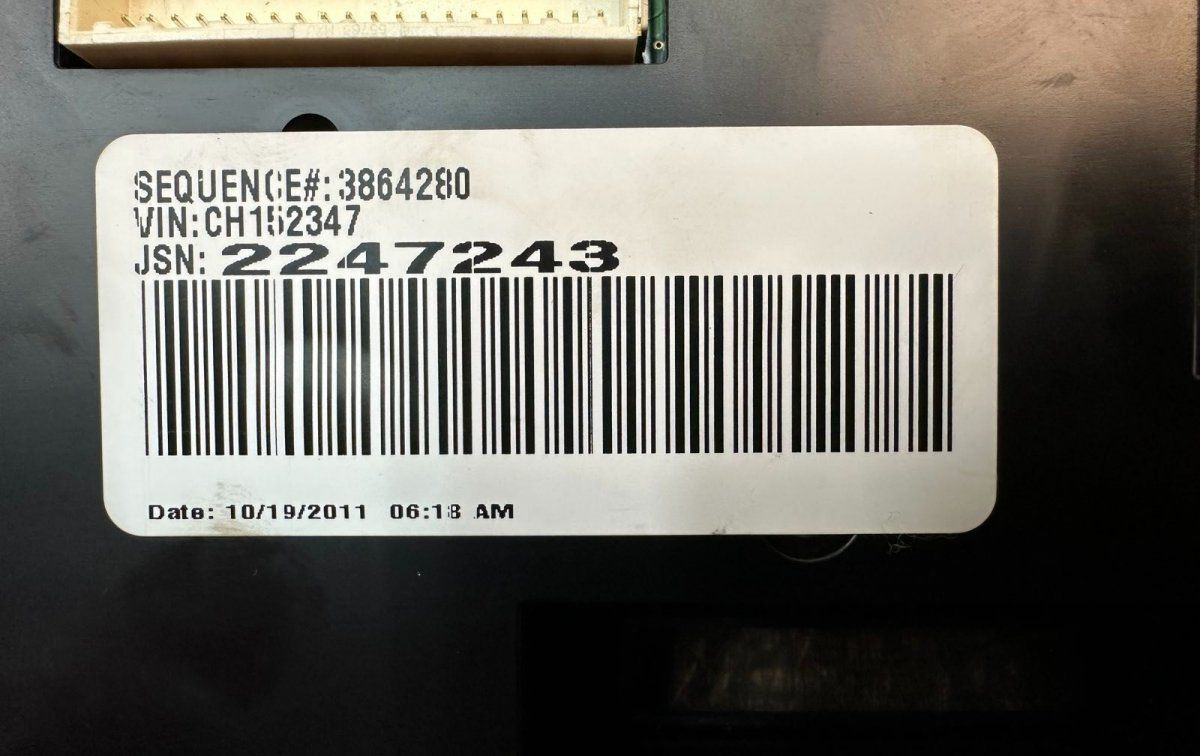 SEQUENCE#: 3864280
VIN: CH152347
JSN: 2247243
Date: 10/19/2011 06:18 AM